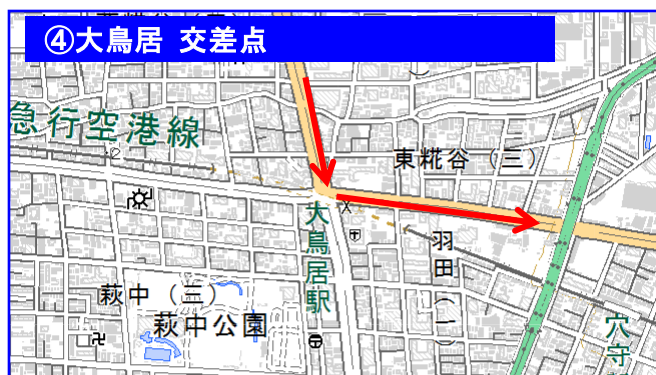 ④大鳥居 交差点
急行空港線
東糀谷（三）
大鳥居駅
羽田（一）
萩中（三）
萩中公園
穴守